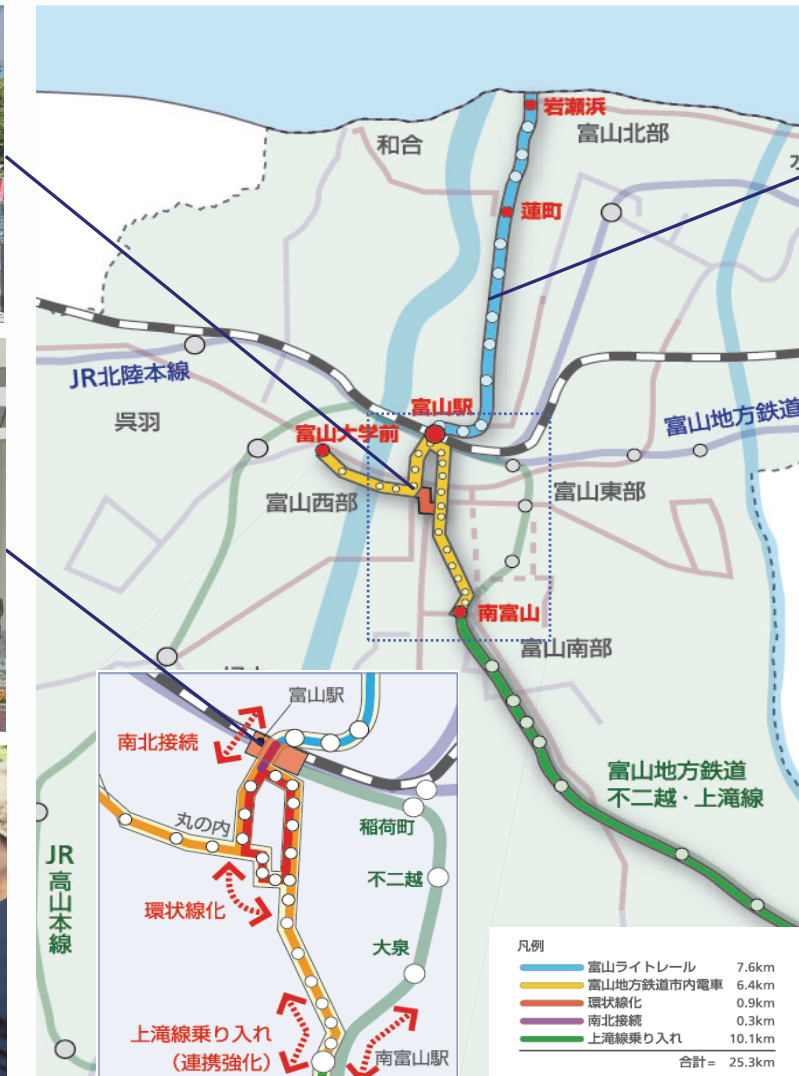 岩瀬浜
富山北部
和合
蓮町
JR北陸本線
富山駅
富山地方鉄道
呉羽
富山大学前
富山西部
富山東部
南富山
富山南部
富山駅
南北接続
富山地方鉄道
不二越・上滝線
丸の内
稲荷町
JR
高山本線
不二越
環状線化
大泉
上滝線乗り入れ
（連携強化）
南富山駅
凡例
富山ライトレール 7.6km
富山地方鉄道市内電車 6.4km
環状線化 0.9km
南北接続 0.3km
上滝線乗り入れ 10.1km
合計= 25.3km